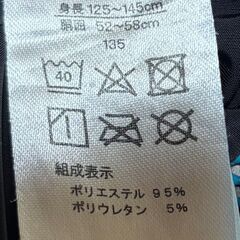 身長 125～145cm
胴囲 52～58cm
135
40
組成表示
ポリエステル 95%
ポリウレタン 5%